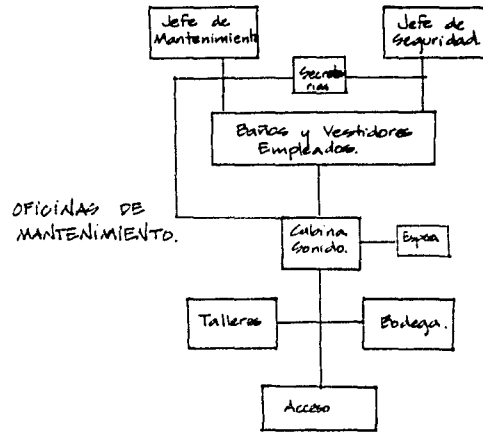 Jefe de
Mantenimiento
Jefe de
Seguridad.
Secreta
rias
Baños y Vestidores
Empleados.
OFICINAS DE
MANTENIMIENTO.
Cabina
Sonido.
Espera
Talleres
Bodega.
Acceso